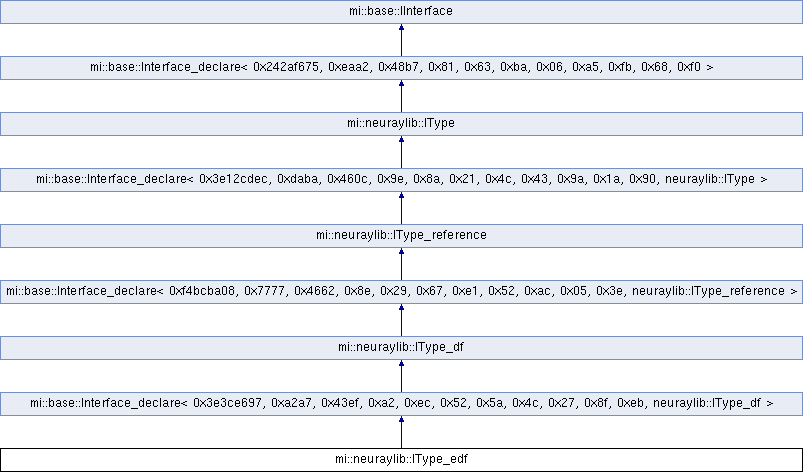 mi::base::IInterface
mi::base::Interface_declare< 0x242af675, 0xeaa2, 0x48b7, 0x81, 0x63, 0xba, 0x06, 0xa5, 0xfb, 0x68, 0xf0 >
mi::neuraylib::IType
mi::base::Interface_declare< 0x3e12cdec, 0xdaba, 0x460c, 0x9e, 0x8a, 0x21, 0x4c, 0x43, 0x9a, 0x1a, 0x90, neuraylib::IType >
mi::neuraylib::IType_reference
mi::base::Interface_declare< 0xf4bcba08, 0x7777, 0x4662, 0x8e, 0x29, 0x67, 0xe1, 0x52, 0xac, 0x05, 0x3e, neuraylib::IType_reference >
mi::neuraylib::IType_df
mi::base::Interface_declare< 0x3e3ce697, 0xa2a7, 0x43ef, 0xa2, 0xec, 0x52, 0x5a, 0x4c, 0x27, 0x8f, 0xeb, neuraylib::IType_df >
mi::neuraylib::IType_edf